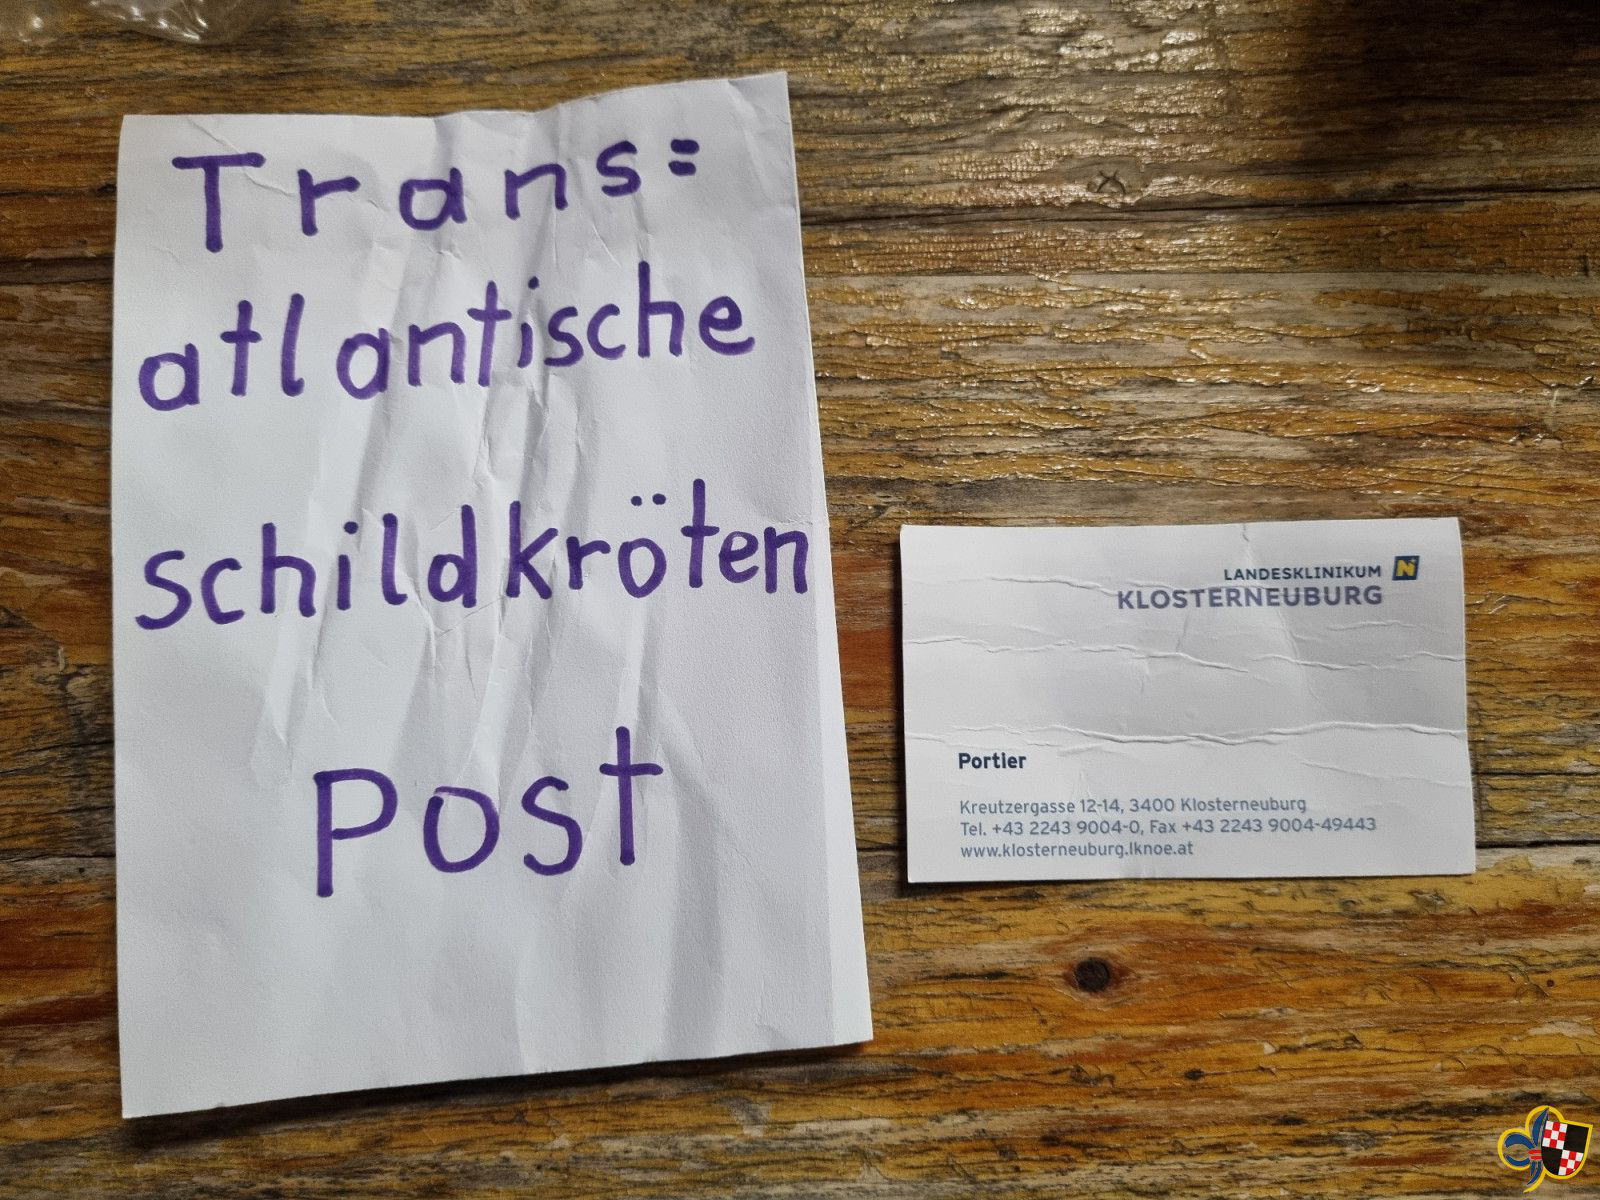 Trans=
atlantische
schildkröten
Post
LANDESKLINIKUM
KLOSTERNEUBURG
Portier
Kreutzergasse 12-14, 3400 Klosterneuburg
Tel. +43 2243 9004-0, Fax +43 2243 9004-49443
www.klosterneuburg.lknoe.at